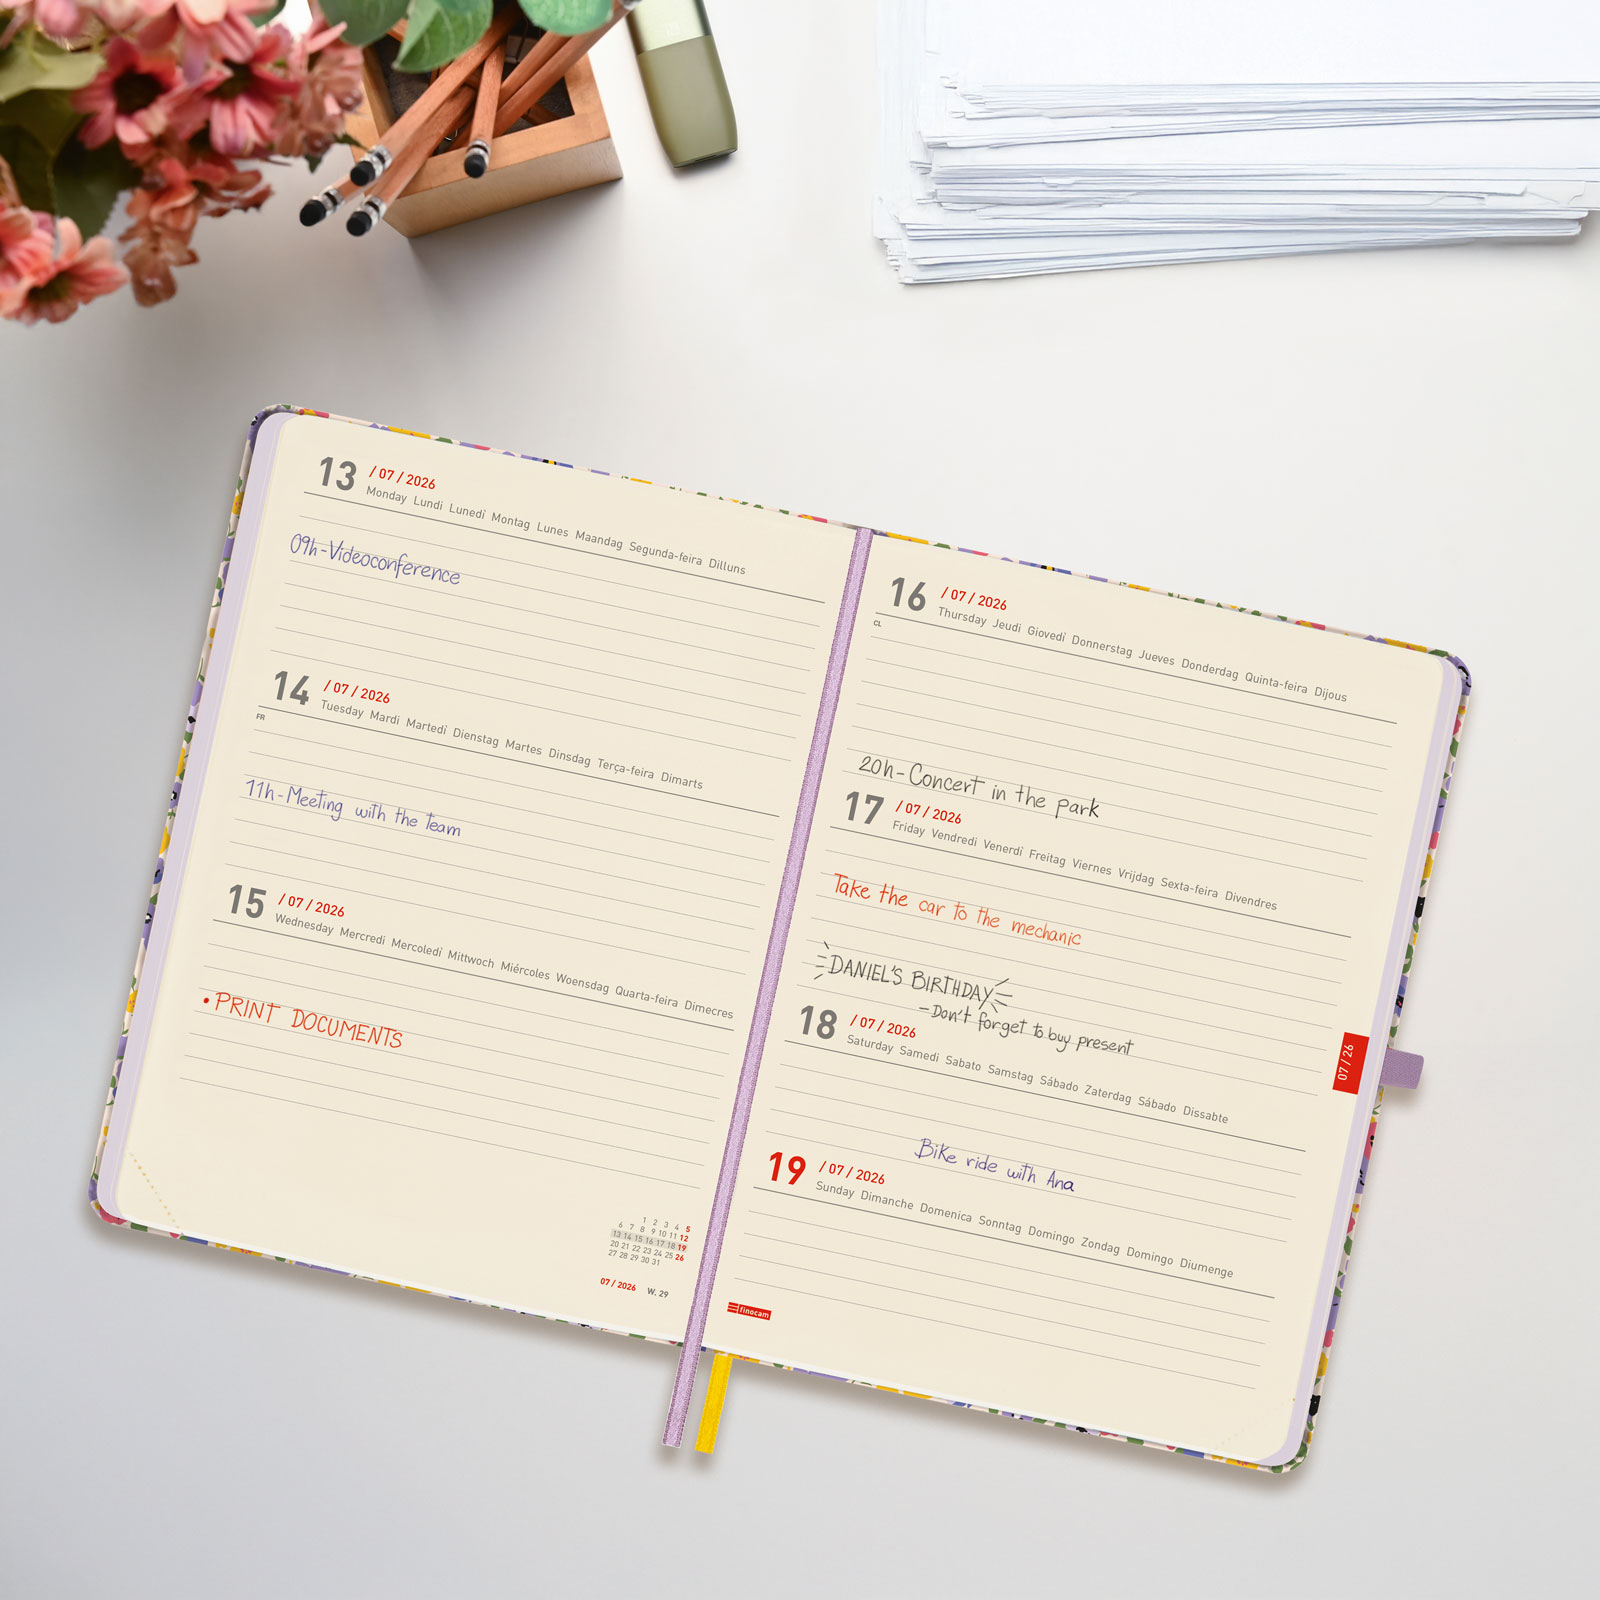 13 / 07 / 2026
Monday Lundi Lunedì Montag Lunes Maandag Segunda-feira Dilluns
09h-Videoconference
14 / 07 / 2026
Tuesday Mardi Martedì Dienstag Martes Dinsdag Terça-feira Dimarts
FR
11h-Meeting with the team
15 / 07 / 2026
Wednesday Mercredi Mercoledì Mittwoch Miércoles Woensdag Quarta-feira Dimecres
• PRINT DOCUMENTS
1 2 3 4 5
6 7 8 9 10 11 12
13 14 15 16 17 18 19
20 21 22 23 24 25 26
27 28 29 30 31
07 / 2026 W. 29
16 / 07 / 2026
Thursday Jeudi Giovedì Donnerstag Jueves Donderdag Quinta-feira Dijous
CL
20h-Concert in the park
17 / 07 / 2026
Friday Vendredi Venerdì Freitag Viernes Vrijdag Sexta-feira Divendres
Take the car to the mechanic
DANIEL'S BIRTHDAY
-Don't forget to buy present
18 / 07 / 2026
Saturday Samedi Sabato Samstag Sábado Zaterdag Sábado Dissabte
07 / 26
Bike ride with Ana
19 / 07 / 2026
Sunday Dimanche Domenica Sonntag Domingo Zondag Domingo Diumenge
finocam